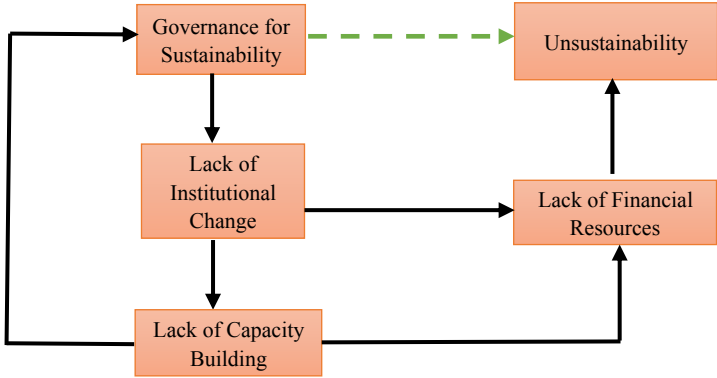 Governance for
Sustainability
Unsustainability
Lack of
Institutional
Change
Lack of Financial
Resources
Lack of Capacity
Building